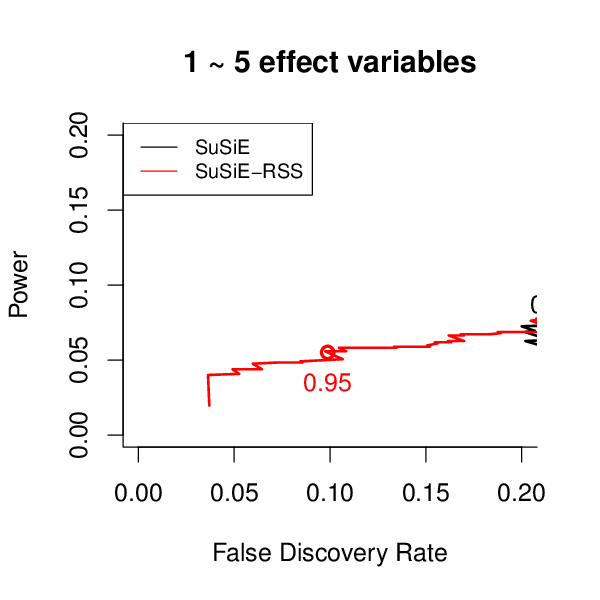 1 ~ 5 effect variables
SuSiE
SuSiE−RSS
Power
0.20
0.15
0.10
0.05
0.00
0.95
0.00 0.05 0.10 0.15 0.20
False Discovery Rate